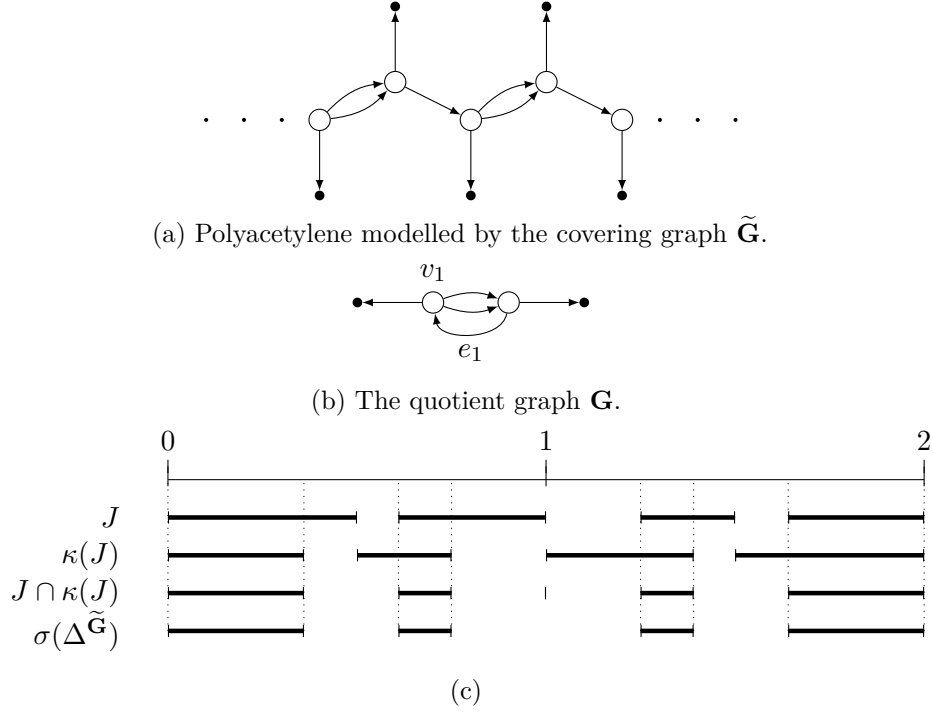 (a) Polyacetylene modelled by the covering graph G̃.
v₁
e₁
(b) The quotient graph G.
0 1 2
J
κ(J)
J ∩ κ(J)
σ(Δ^G̃)
(c)